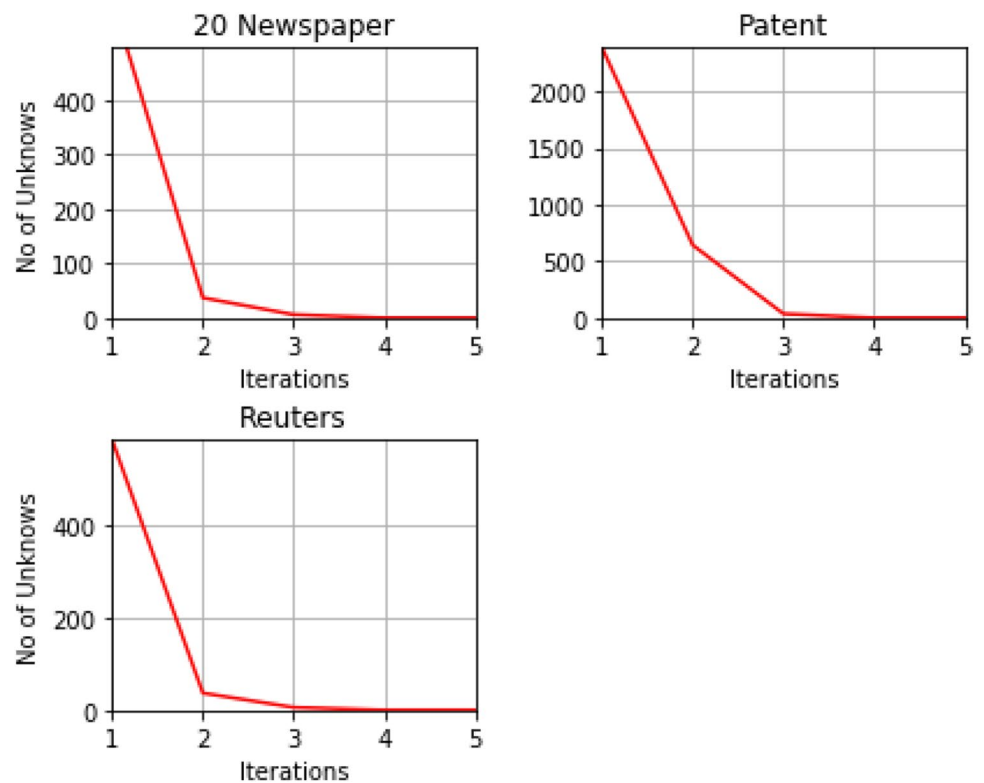 20 Newspaper
No of Unknows
400
300
200
100
0
1 2 3 4 5
Iterations
Patent
2000
1500
1000
500
0
1 2 3 4 5
Iterations
Reuters
No of Unknows
400
200
0
1 2 3 4 5
Iterations